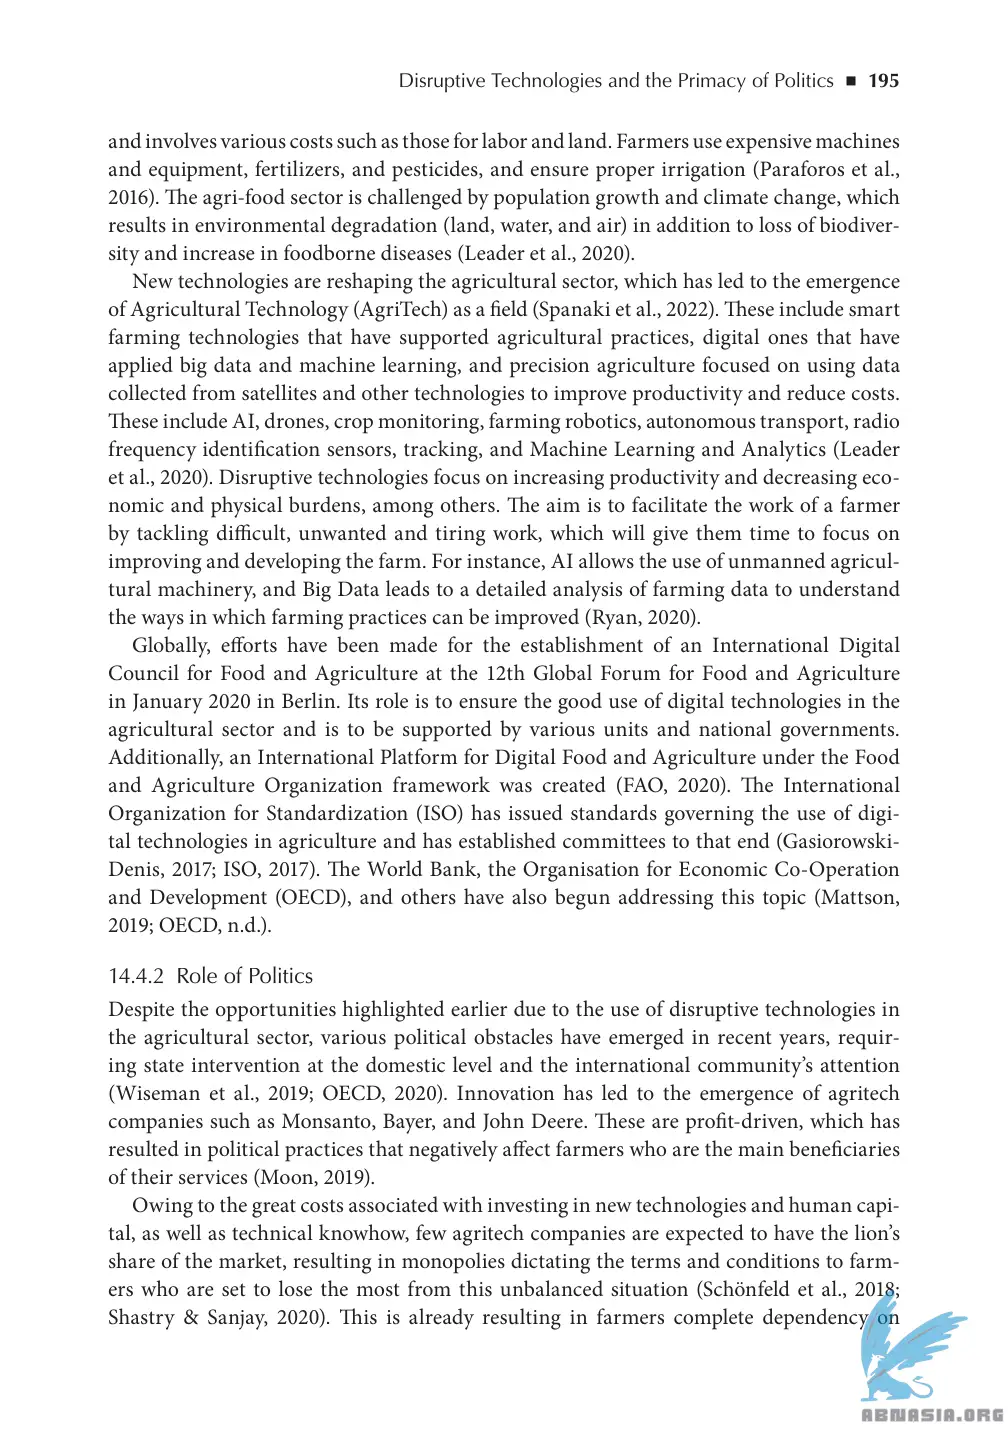 Disruptive Technologies and the Primacy of Politics ■ 195
and involves various costs such as those for labor and land. Farmers use expensive machines
and equipment, fertilizers, and pesticides, and ensure proper irrigation (Paraforos et al.,
2016). The agri-food sector is challenged by population growth and climate change, which
results in environmental degradation (land, water, and air) in addition to loss of biodiver-
sity and increase in foodborne diseases (Leader et al., 2020).
New technologies are reshaping the agricultural sector, which has led to the emergence
of Agricultural Technology (AgriTech) as a field (Spanaki et al., 2022). These include smart
farming technologies that have supported agricultural practices, digital ones that have
applied big data and machine learning, and precision agriculture focused on using data
collected from satellites and other technologies to improve productivity and reduce costs.
These include AI, drones, crop monitoring, farming robotics, autonomous transport, radio
frequency identification sensors, tracking, and Machine Learning and Analytics (Leader
et al., 2020). Disruptive technologies focus on increasing productivity and decreasing eco-
nomic and physical burdens, among others. The aim is to facilitate the work of a farmer
by tackling difficult, unwanted and tiring work, which will give them time to focus on
improving and developing the farm. For instance, AI allows the use of unmanned agricul-
tural machinery, and Big Data leads to a detailed analysis of farming data to understand
the ways in which farming practices can be improved (Ryan, 2020).
Globally, efforts have been made for the establishment of an International Digital
Council for Food and Agriculture at the 12th Global Forum for Food and Agriculture
in January 2020 in Berlin. Its role is to ensure the good use of digital technologies in the
agricultural sector and is to be supported by various units and national governments.
Additionally, an International Platform for Digital Food and Agriculture under the Food
and Agriculture Organization framework was created (FAO, 2020). The International
Organization for Standardization (ISO) has issued standards governing the use of digi-
tal technologies in agriculture and has established committees to that end (Gasiorowski-
Denis, 2017; ISO, 2017). The World Bank, the Organisation for Economic Co-Operation
and Development (OECD), and others have also begun addressing this topic (Mattson,
2019; OECD, n.d.).
14.4.2 Role of Politics
Despite the opportunities highlighted earlier due to the use of disruptive technologies in
the agricultural sector, various political obstacles have emerged in recent years, requir-
ing state intervention at the domestic level and the international community's attention
(Wiseman et al., 2019; OECD, 2020). Innovation has led to the emergence of agritech
companies such as Monsanto, Bayer, and John Deere. These are profit-driven, which has
resulted in political practices that negatively affect farmers who are the main beneficiaries
of their services (Moon, 2019).
Owing to the great costs associated with investing in new technologies and human capi-
tal, as well as technical knowhow, few agritech companies are expected to have the lion's
share of the market, resulting in monopolies dictating the terms and conditions to farm-
ers who are set to lose the most from this unbalanced situation (Schönfeld et al., 2018;
Shastry & Sanjay, 2020). This is already resulting in farmers complete dependency on
ABNASIA.ORG